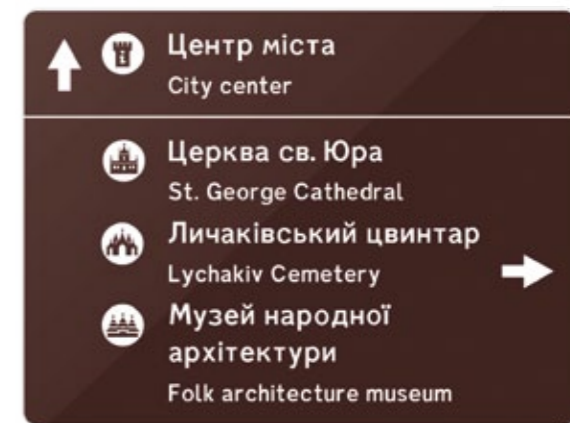 Центр міста
City center
Церква св. Юра
St. George Cathedral
Личаківський цвинтар
Lychakiv Cemetery
Музей народної
архітектури
Folk architecture museum